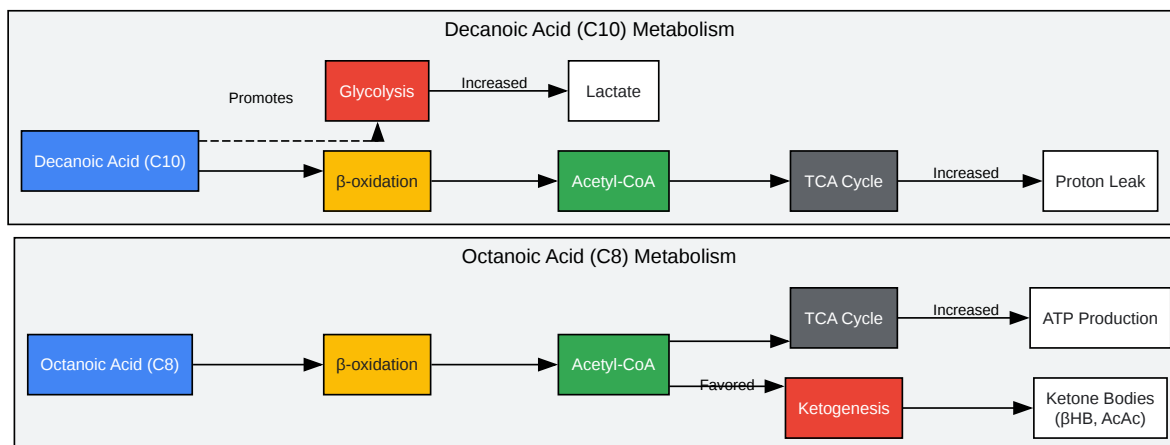 Decanoic Acid (C10) Metabolism
Promotes
Glycolysis
Increased
Lactate
Decanoic Acid (C10)
β-oxidation
Acetyl-CoA
TCA Cycle
Increased
Proton Leak
Octanoic Acid (C8) Metabolism
TCA Cycle
Increased
ATP Production
Octanoic Acid (C8)
β-oxidation
Acetyl-CoA
Favored
Ketogenesis
Ketone Bodies
(βHB, AcAc)